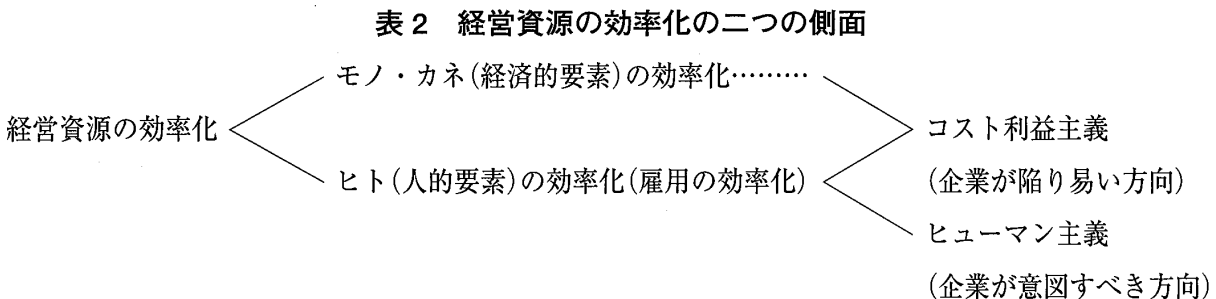 表2 経営資源の効率化の二つの側面
モノ・カネ(経済的要素)の効率化………
経営資源の効率化
コスト利益主義
ヒト(人的要素)の効率化(雇用の効率化)
(企業が陥り易い方向)
ヒューマン主義
(企業が意図すべき方向)